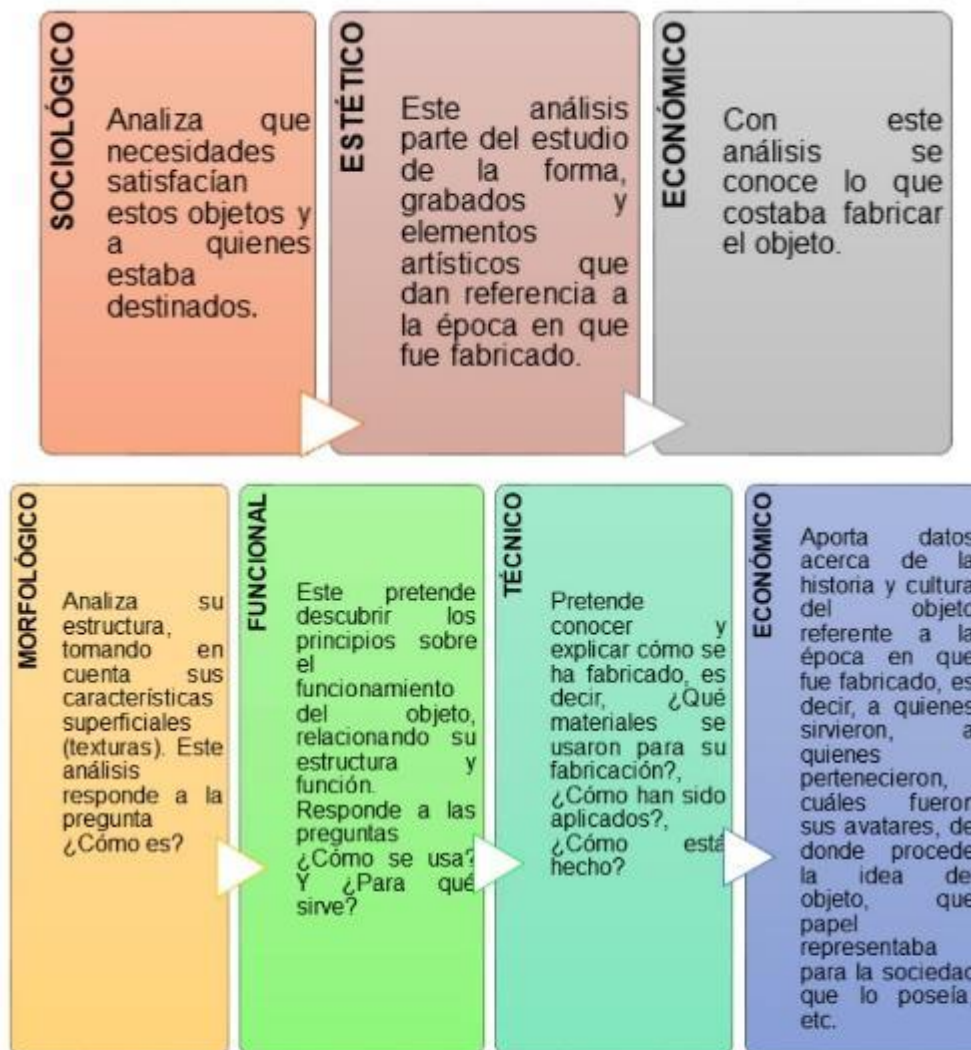 SOCIOLÓGICO
Analiza que
necesidades
satisfacían
estos objetos y
a quienes
estaba
destinados.
ESTÉTICO
Este análisis
parte del estudio
de la forma,
grabados y
elementos
artísticos que
dan referencia a
la época en que
fue fabricado.
ECONÓMICO
Con este
análisis se
conoce lo que
costaba fabricar
el objeto.
MORFOLÓGICO
Analiza su
estructura,
tomando en
cuenta sus
características
superficiales
(texturas). Este
análisis
responde a la
pregunta
¿Cómo es?
FUNCIONAL
Este pretende
descubrir los
principios sobre
el
funcionamiento
del objeto,
relacionando su
estructura y
función.
Responde a las
preguntas
¿Cómo se usa?
Y ¿Para qué
sirve?
TÉCNICO
Pretende
conocer y
explicar cómo se
ha fabricado, es
decir, ¿Qué
materiales se
usaron para su
fabricación?,
¿Cómo han sido
aplicados?,
¿Cómo está
hecho?
ECONÓMICO
Aporta datos
acerca de la
historia y cultura
del objeto
referente a la
época en que
fue fabricado, es
decir, a quienes
sirvieron, a
quienes
pertenecieron,
cuáles fueron
sus avatares, de
donde procede
la idea del
objeto, que
papel
representaba
para la sociedad
que lo poseía,
etc.